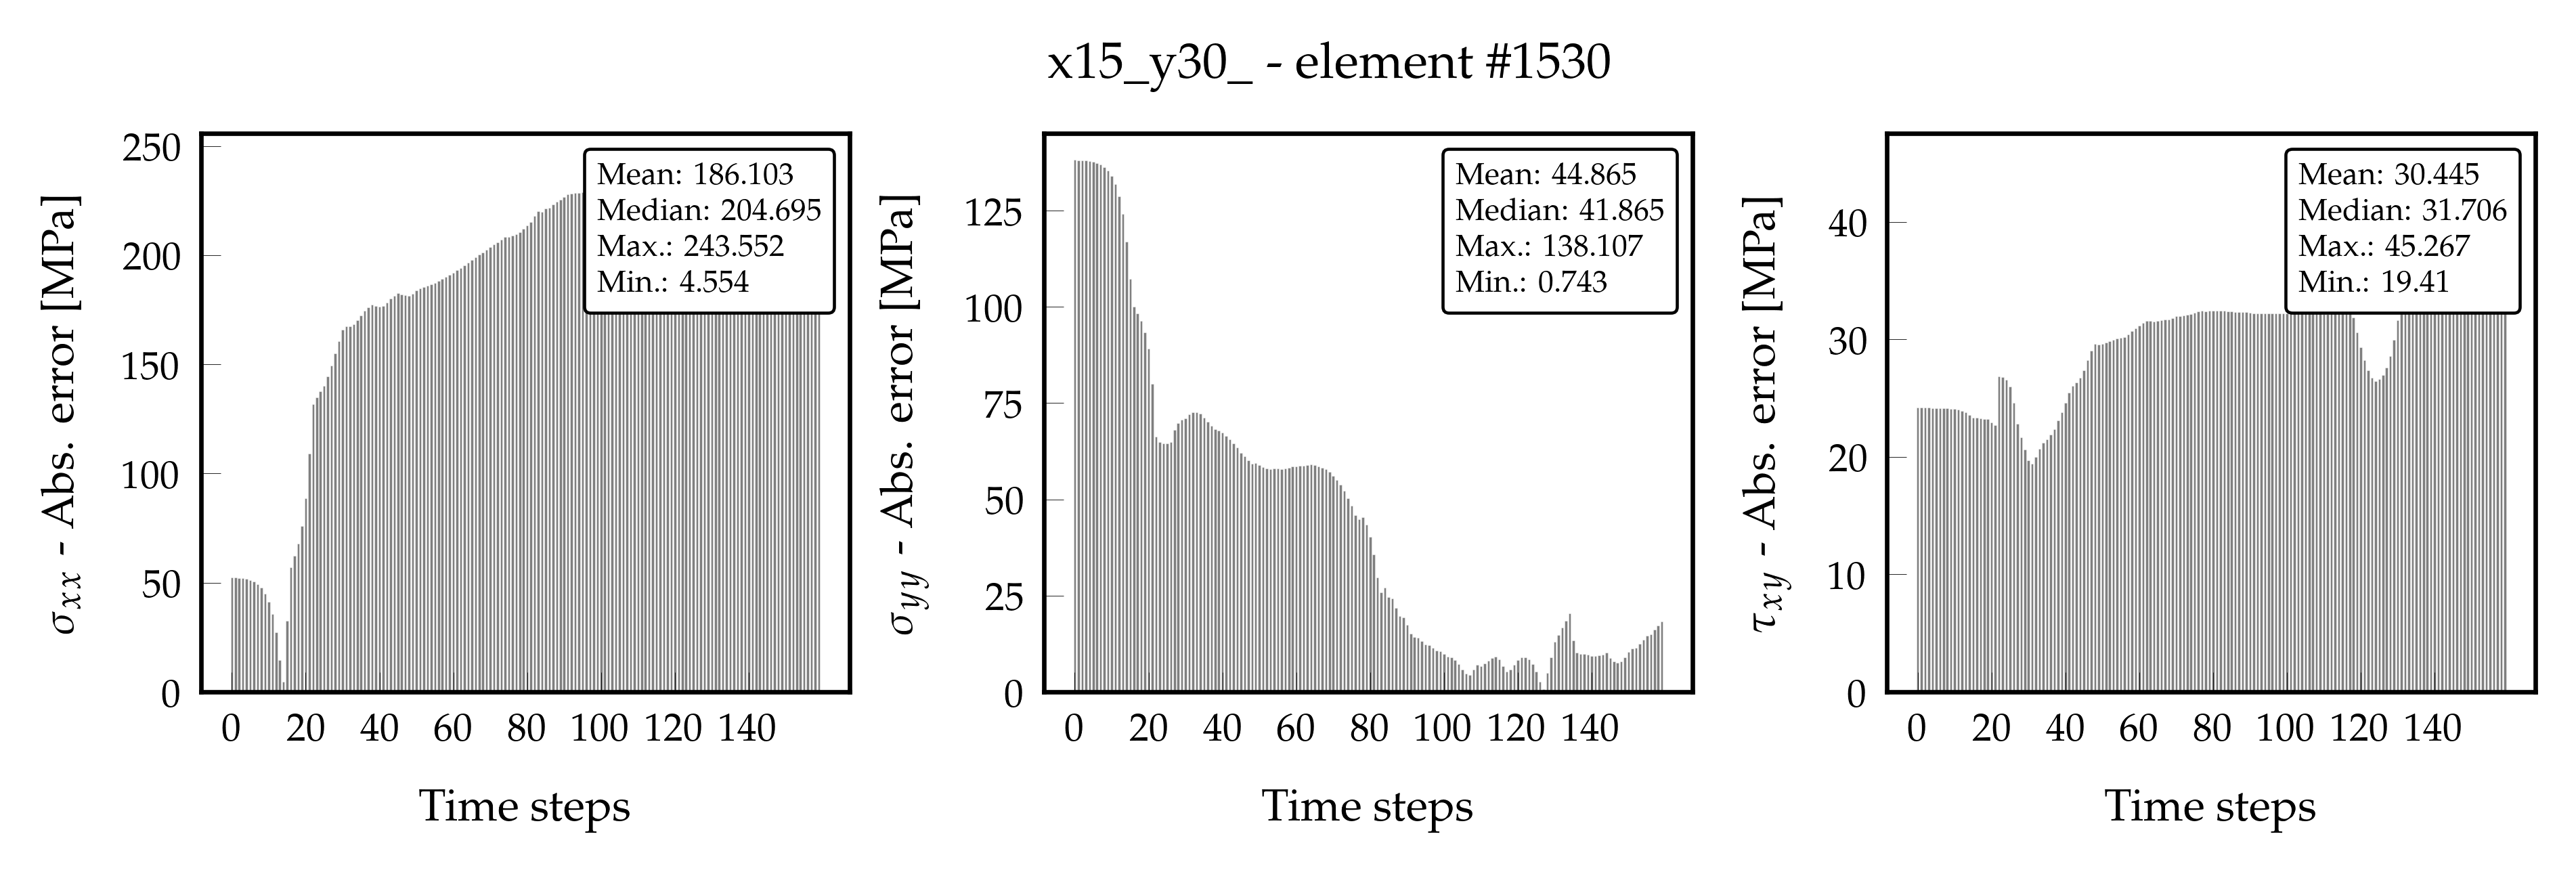 x15_y30_ - element #1530
σxx - Abs. error [MPa]
250
200
150
100
50
0
0 20 40 60 80 100 120 140
Time steps
Mean: 186.103
Median: 204.695
Max.: 243.552
Min.: 4.554
σyy - Abs. error [MPa]
125
100
75
50
25
0
0 20 40 60 80 100 120 140
Time steps
Mean: 44.865
Median: 41.865
Max.: 138.107
Min.: 0.743
τxy - Abs. error [MPa]
40
30
20
10
0
0 20 40 60 80 100 120 140
Time steps
Mean: 30.445
Median: 31.706
Max.: 45.267
Min.: 19.41